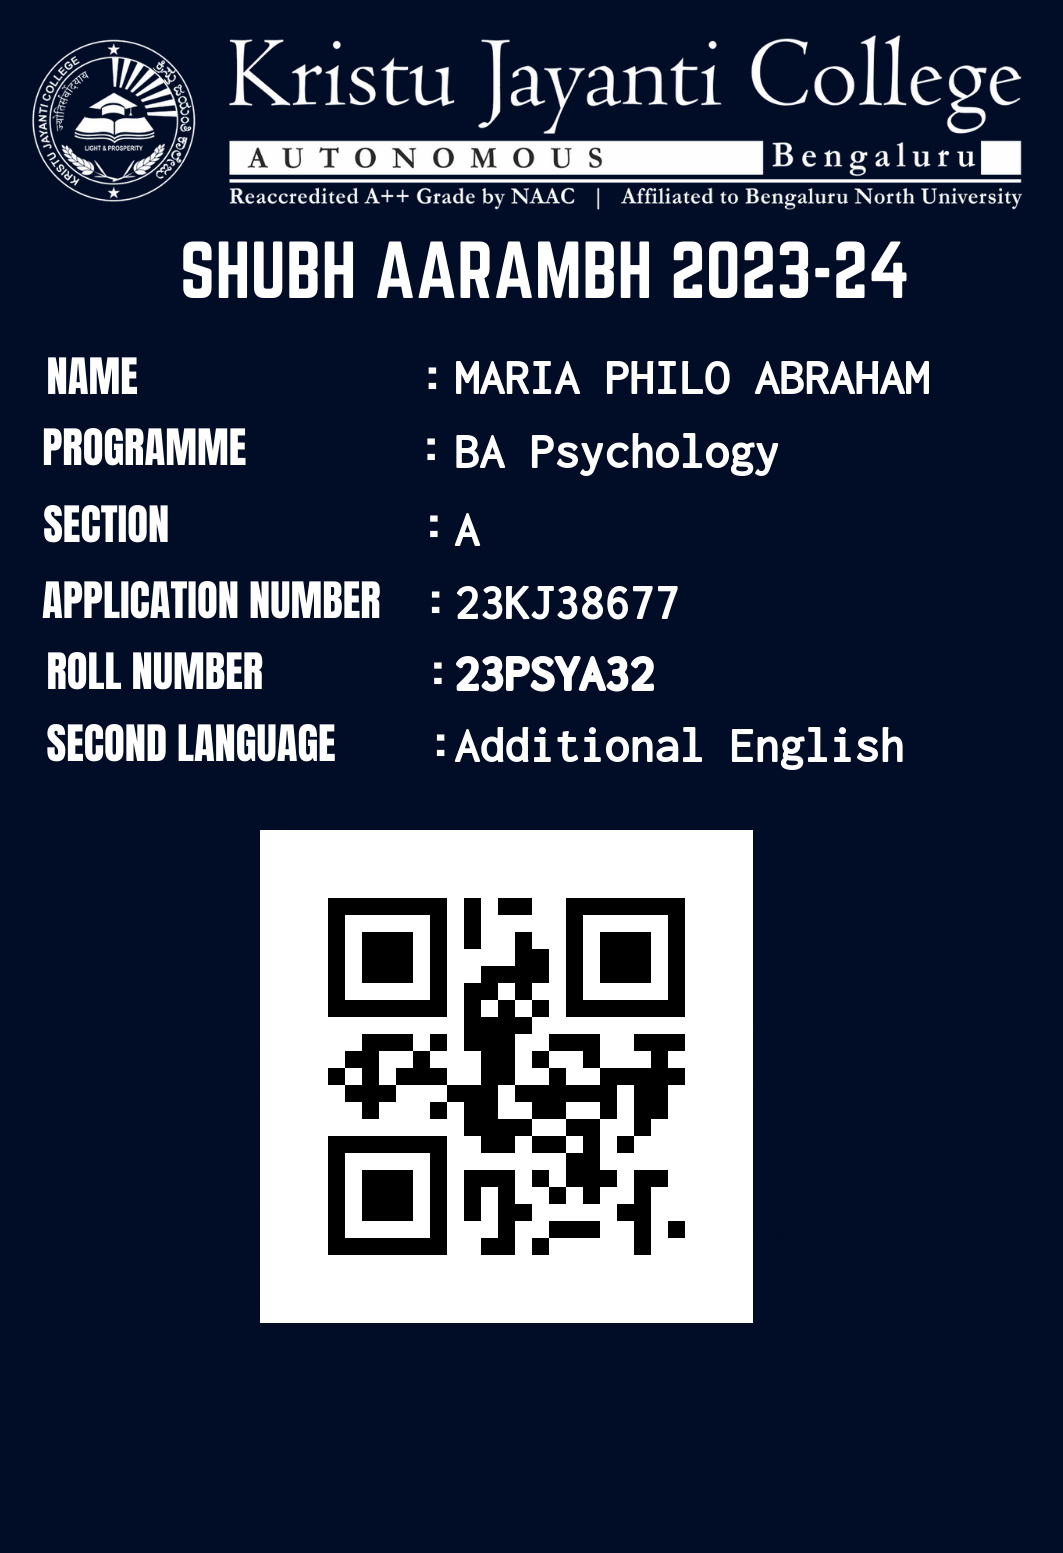 KRISTU JAYANTI COLLEGE
ಕ್ರಿಸ್ತು ಜಯಂತಿ ಕಾಲೇಜು
LIGHT & PROSPERITY
Kristu Jayanti College
AUTONOMOUS Bengaluru
Reaccredited A++ Grade by NAAC | Affiliated to Bengaluru North University
SHUBH AARAMBH 2023-24
NAME : MARIA PHILO ABRAHAM
PROGRAMME : BA Psychology
SECTION : A
APPLICATION NUMBER : 23KJ38677
ROLL NUMBER : 23PSYA32
SECOND LANGUAGE : Additional English